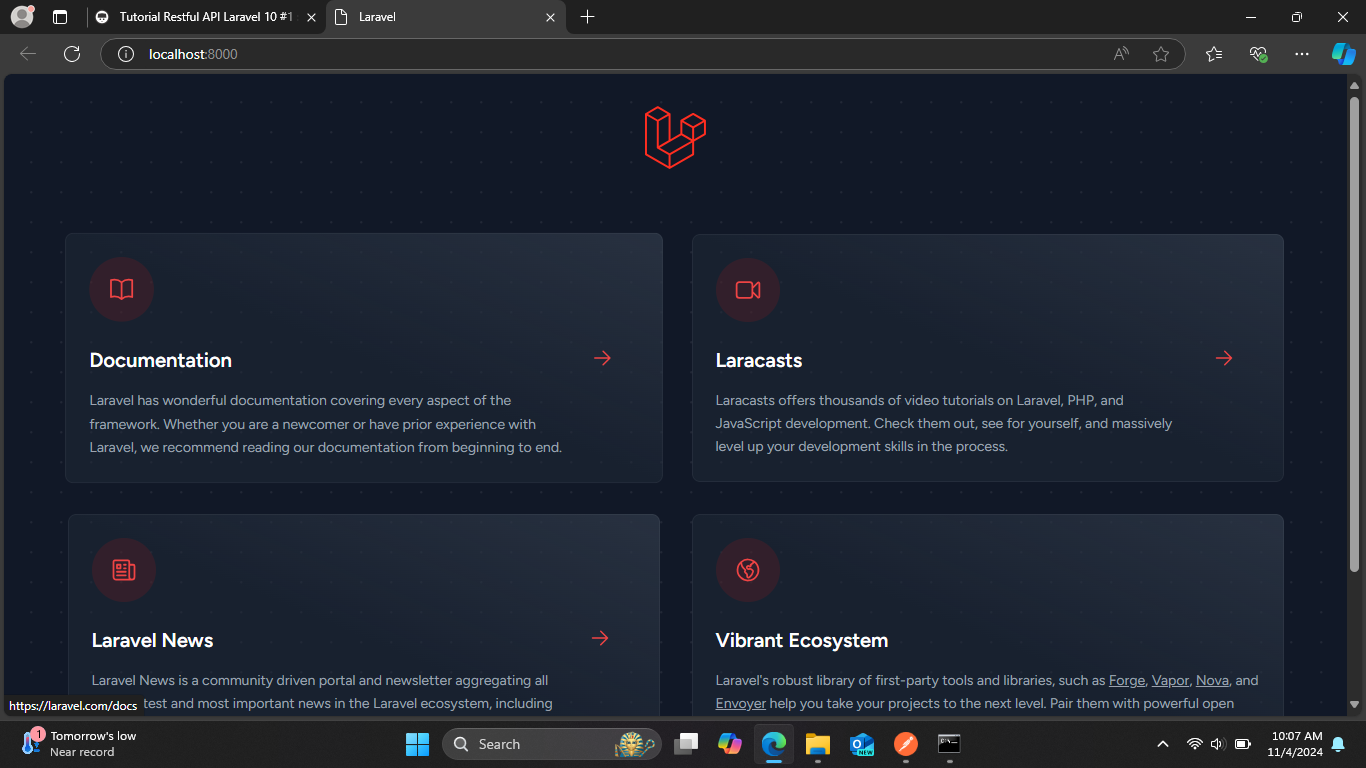 Tutorial Restful API Laravel 10 #1
Laravel
localhost:8000
Documentation
Laravel has wonderful documentation covering every aspect of the
framework. Whether you are a newcomer or have prior experience with
Laravel, we recommend reading our documentation from beginning to end.
Laracasts
Laracasts offers thousands of video tutorials on Laravel, PHP, and
JavaScript development. Check them out, see for yourself, and massively
level up your development skills in the process.
Laravel News
Laravel News is a community driven portal and newsletter aggregating all
test and most important news in the Laravel ecosystem, including
Vibrant Ecosystem
Laravel's robust library of first-party tools and libraries, such as Forge, Vapor, Nova, and
Envoyer help you take your projects to the next level. Pair them with powerful open
https://laravel.com/docs
1
Tomorrow's low
Near record
Search
NEW
10:07 AM
11/4/2024